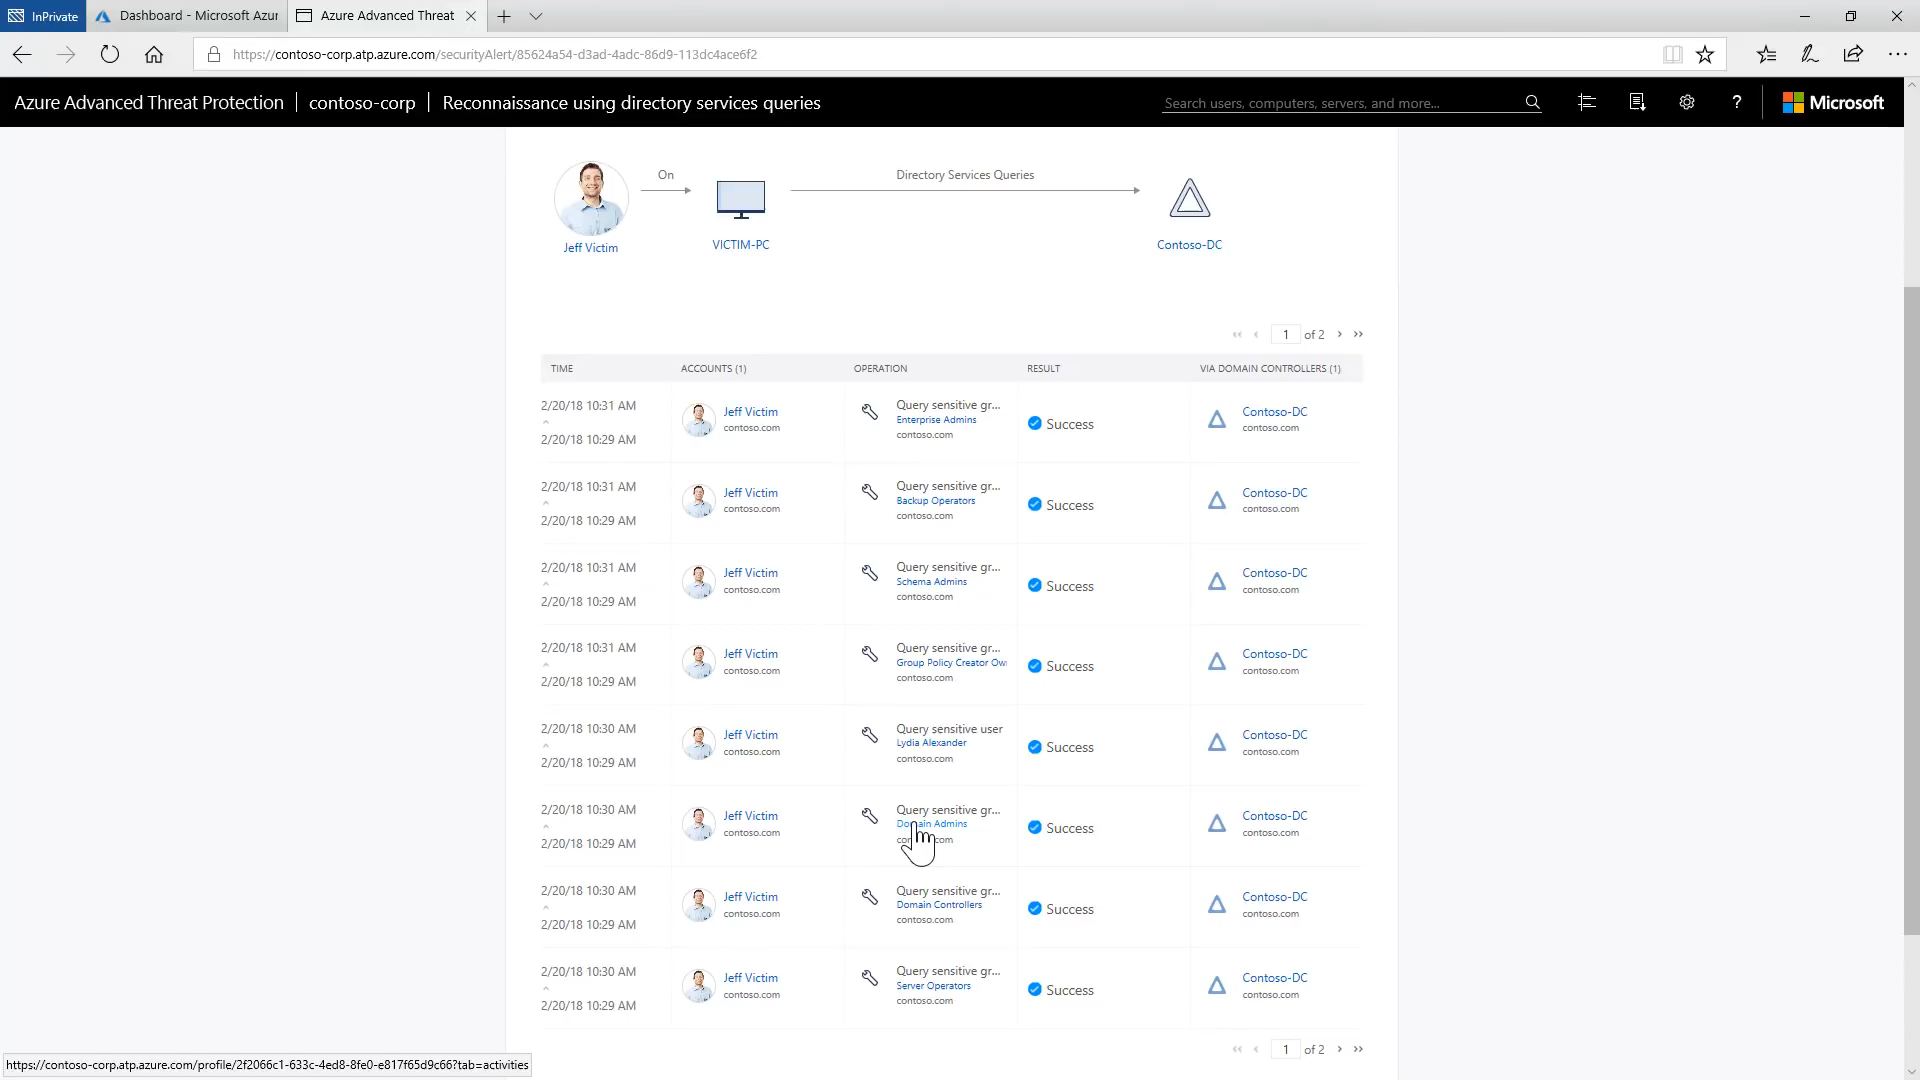 InPrivate
Dashboard - Microsoft Azur
Azure Advanced Threat
https://contoso-corp.atp.azure.com/securityAlert/85624a54-d3ad-4adc-86d9-113dc4ace6f2
Azure Advanced Threat Protection | contoso-corp | Reconnaissance using directory services queries
Search users, computers, servers, and more...
?
Microsoft
On
Directory Services Queries
Jeff Victim
VICTIM-PC
Contoso-DC
1 of 2
TIME ACCOUNTS (1) OPERATION RESULT VIA DOMAIN CONTROLLERS (1)
2/20/18 10:31 AM
2/20/18 10:29 AM
Jeff Victim
contoso.com
Query sensitive gr...
Enterprise Admins
contoso.com
Success
Contoso-DC
contoso.com
2/20/18 10:31 AM
2/20/18 10:29 AM
Jeff Victim
contoso.com
Query sensitive gr...
Backup Operators
contoso.com
Success
Contoso-DC
contoso.com
2/20/18 10:31 AM
2/20/18 10:29 AM
Jeff Victim
contoso.com
Query sensitive gr...
Schema Admins
contoso.com
Success
Contoso-DC
contoso.com
2/20/18 10:31 AM
2/20/18 10:29 AM
Jeff Victim
contoso.com
Query sensitive gr...
Group Policy Creator Ow
contoso.com
Success
Contoso-DC
contoso.com
2/20/18 10:30 AM
2/20/18 10:29 AM
Jeff Victim
contoso.com
Query sensitive user
Lydia Alexander
contoso.com
Success
Contoso-DC
contoso.com
2/20/18 10:30 AM
2/20/18 10:29 AM
Jeff Victim
contoso.com
Query sensitive gr...
Domain Admins
contoso.com
Success
Contoso-DC
contoso.com
2/20/18 10:30 AM
2/20/18 10:29 AM
Jeff Victim
contoso.com
Query sensitive gr...
Domain Controllers
contoso.com
Success
Contoso-DC
contoso.com
2/20/18 10:30 AM
2/20/18 10:29 AM
Jeff Victim
contoso.com
Query sensitive gr...
Server Operators
contoso.com
Success
Contoso-DC
contoso.com
1 of 2
https://contoso-corp.atp.azure.com/profile/2f2066c1-633c-4ed8-8fe0-e817f65d9c66?tab=activities